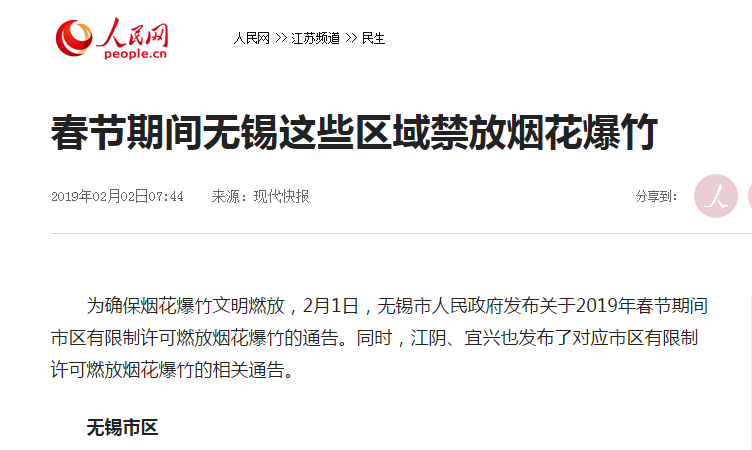 人民网
people.cn
人民网 >> 江苏频道 >> 民生
春节期间无锡这些区域禁放烟花爆竹
2019年02月02日07:44 来源：现代快报 分享到：
人
为确保烟花爆竹文明燃放，2月1日，无锡市人民政府发布关于2019年春节期间
市区有限制许可燃放烟花爆竹的通告。同时，江阴、宜兴也发布了对应市区有限制
许可燃放烟花爆竹的相关通告。
无锡市区